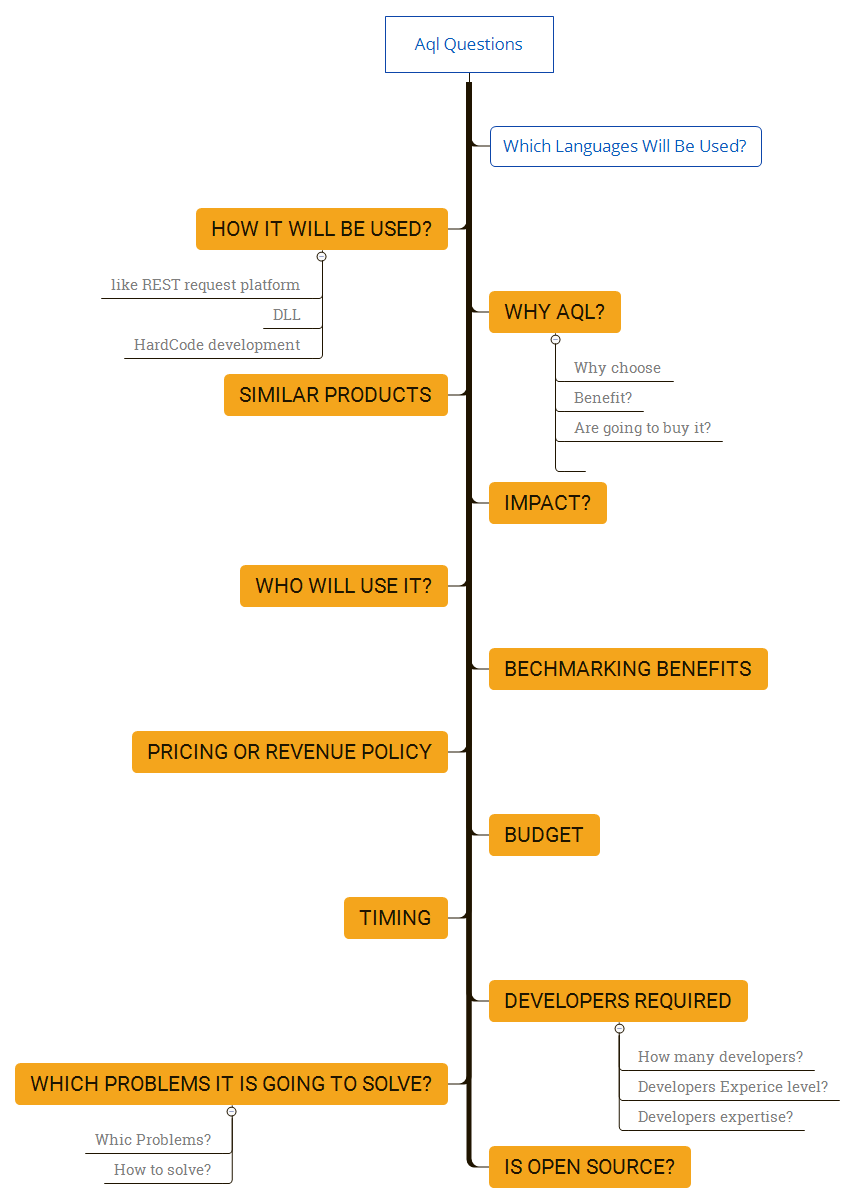 Aql Questions
Which Languages Will Be Used?
HOW IT WILL BE USED?
like REST request platform
DLL
HardCode development
WHY AQL?
Why choose
Benefit?
Are going to buy it?
SIMILAR PRODUCTS
IMPACT?
WHO WILL USE IT?
BECHMARKING BENEFITS
PRICING OR REVENUE POLICY
BUDGET
TIMING
DEVELOPERS REQUIRED
How many developers?
Developers Experice level?
Developers expertise?
WHICH PROBLEMS IT IS GOING TO SOLVE?
Whic Problems?
How to solve?
IS OPEN SOURCE?